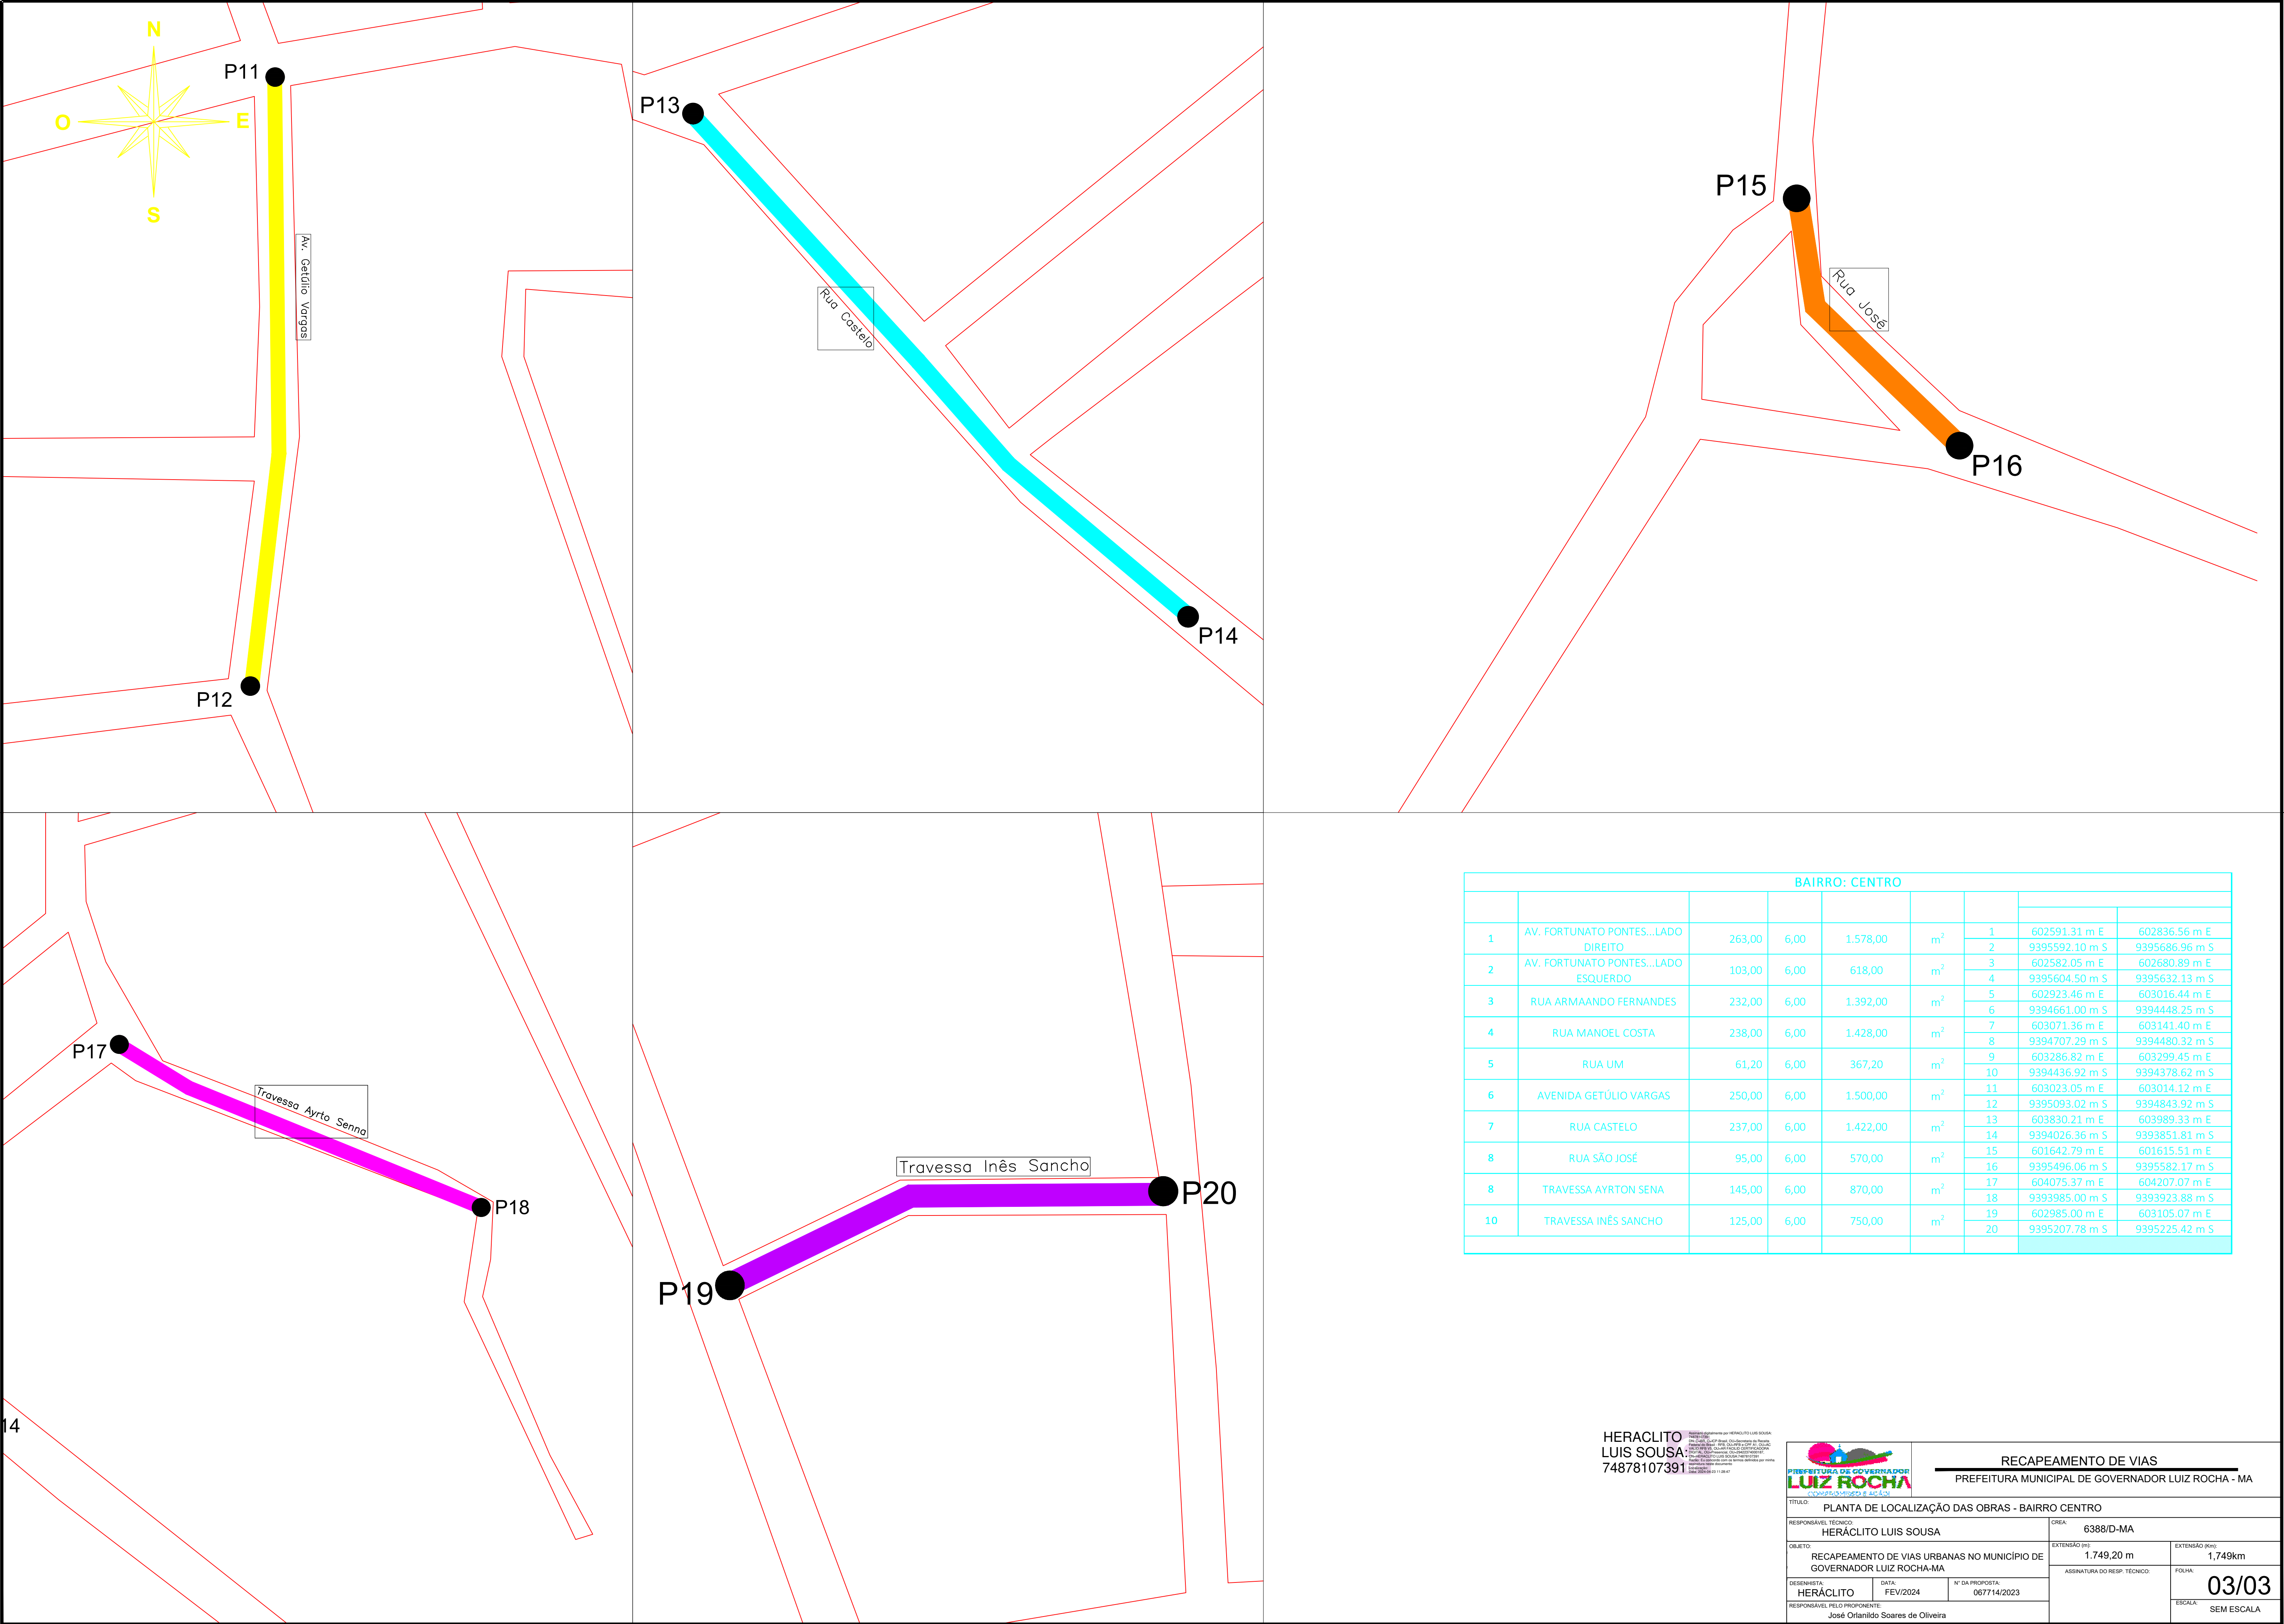 N
O
E
S
P11
Av. Getúlio Vargas
P12
P13
Rua Castelo
P14
P15
Rua José
P16
P17
Travessa Ayrto Senna
P18
14
P19
Travessa Inês Sancho
P20
BAIRRO: CENTRO
1 AV. FORTUNATO PONTES...LADO DIREITO 263,00 6,00 1.578,00 m² 1 602591.31 m E 602836.56 m E
2 9395592.10 m S 9395686.96 m S
2 AV. FORTUNATO PONTES...LADO ESQUERDO 103,00 6,00 618,00 m² 3 602582.05 m E 602680.89 m E
4 9395604.50 m S 9395632.13 m S
3 RUA ARMAANDO FERNANDES 232,00 6,00 1.392,00 m² 5 602923.46 m E 603016.44 m E
6 9394661.00 m S 9394448.25 m S
4 RUA MANOEL COSTA 238,00 6,00 1.428,00 m² 7 603071.36 m E 603141.40 m E
8 9394707.29 m S 9394480.32 m S
5 RUA UM 61,20 6,00 367,20 m² 9 603286.82 m E 603299.45 m E
10 9394436.92 m S 9394378.62 m S
6 AVENIDA GETÚLIO VARGAS 250,00 6,00 1.500,00 m² 11 603023.05 m E 603014.12 m E
12 9395093.02 m S 9394843.92 m S
7 RUA CASTELO 237,00 6,00 1.422,00 m² 13 603830.21 m E 603989.33 m E
14 9394026.36 m S 9393851.81 m S
8 RUA SÃO JOSÉ 95,00 6,00 570,00 m² 15 601642.79 m E 601615.51 m E
16 9395496.06 m S 9395582.17 m S
8 TRAVESSA AYRTON SENA 145,00 6,00 870,00 m² 17 604075.37 m E 604207.07 m E
18 9393985.00 m S 9393923.88 m S
10 TRAVESSA INÊS SANCHO 125,00 6,00 750,00 m² 19 602985.00 m E 603105.07 m E
20 9395207.78 m S 9395225.42 m S
HERACLITO
LUIS SOUSA:
74878107391
PREFEITURA DE GOVERNADOR
LUIZ ROCHA
RECAPEAMENTO DE VIAS
PREFEITURA MUNICIPAL DE GOVERNADOR LUIZ ROCHA - MA
TÍTULO:
PLANTA DE LOCALIZAÇÃO DAS OBRAS - BAIRRO CENTRO
RESPONSÁVEL TÉCNICO:
HERÁCLITO LUIS SOUSA
CREA:
6388/D-MA
OBJETO:
RECAPEAMENTO DE VIAS URBANAS NO MUNICÍPIO DE
GOVERNADOR LUIZ ROCHA-MA
EXTENSÃO (m):
1.749,20 m
EXTENSÃO (Km):
1,749km
ASSINATURA DO RESP. TÉCNICO:
FOLHA:
03/03
DESENHISTA:
HERÁCLITO
DATA:
FEV/2024
N° DA PROPOSTA:
067714/2023
RESPONSÁVEL PELO PROPONENTE:
José Orlanildo Soares de Oliveira
ESCALA:
SEM ESCALA